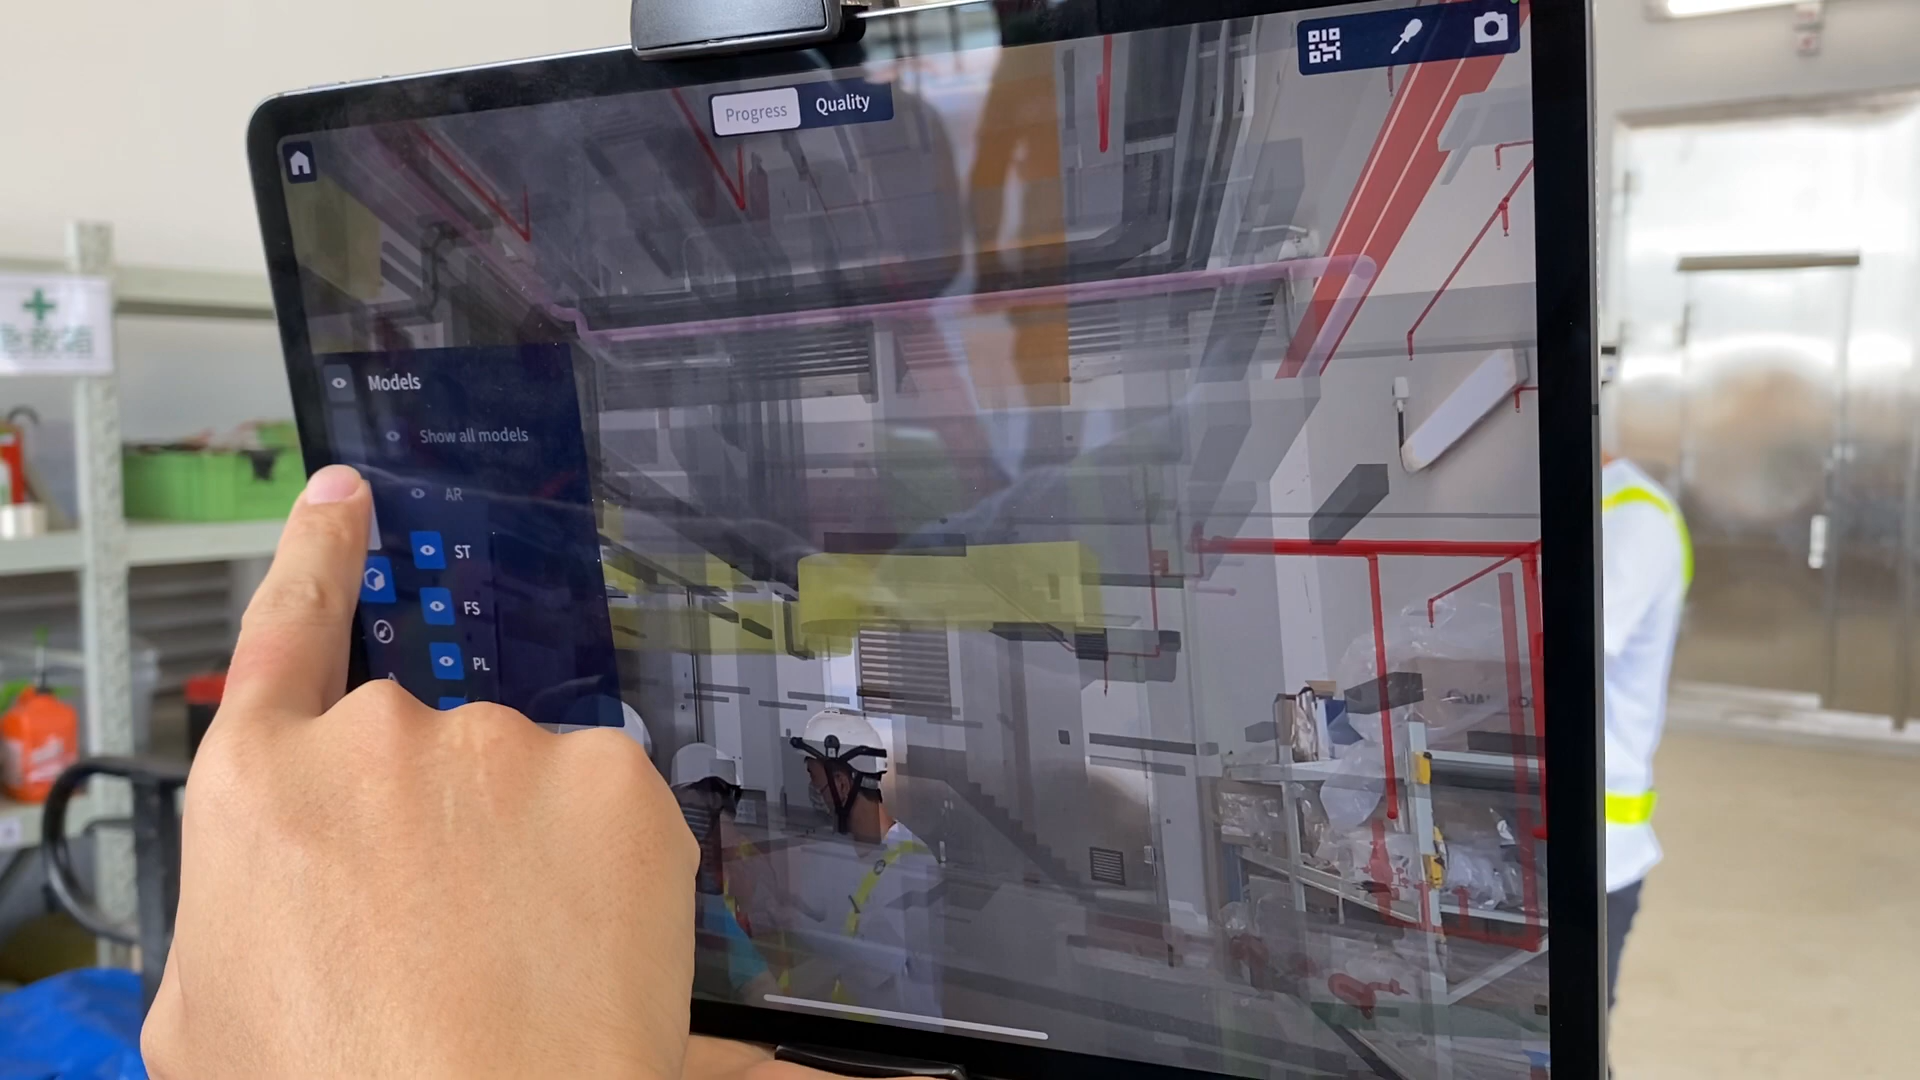 Progress
Quality
Models
Show all models
AR
ST
FS
PL